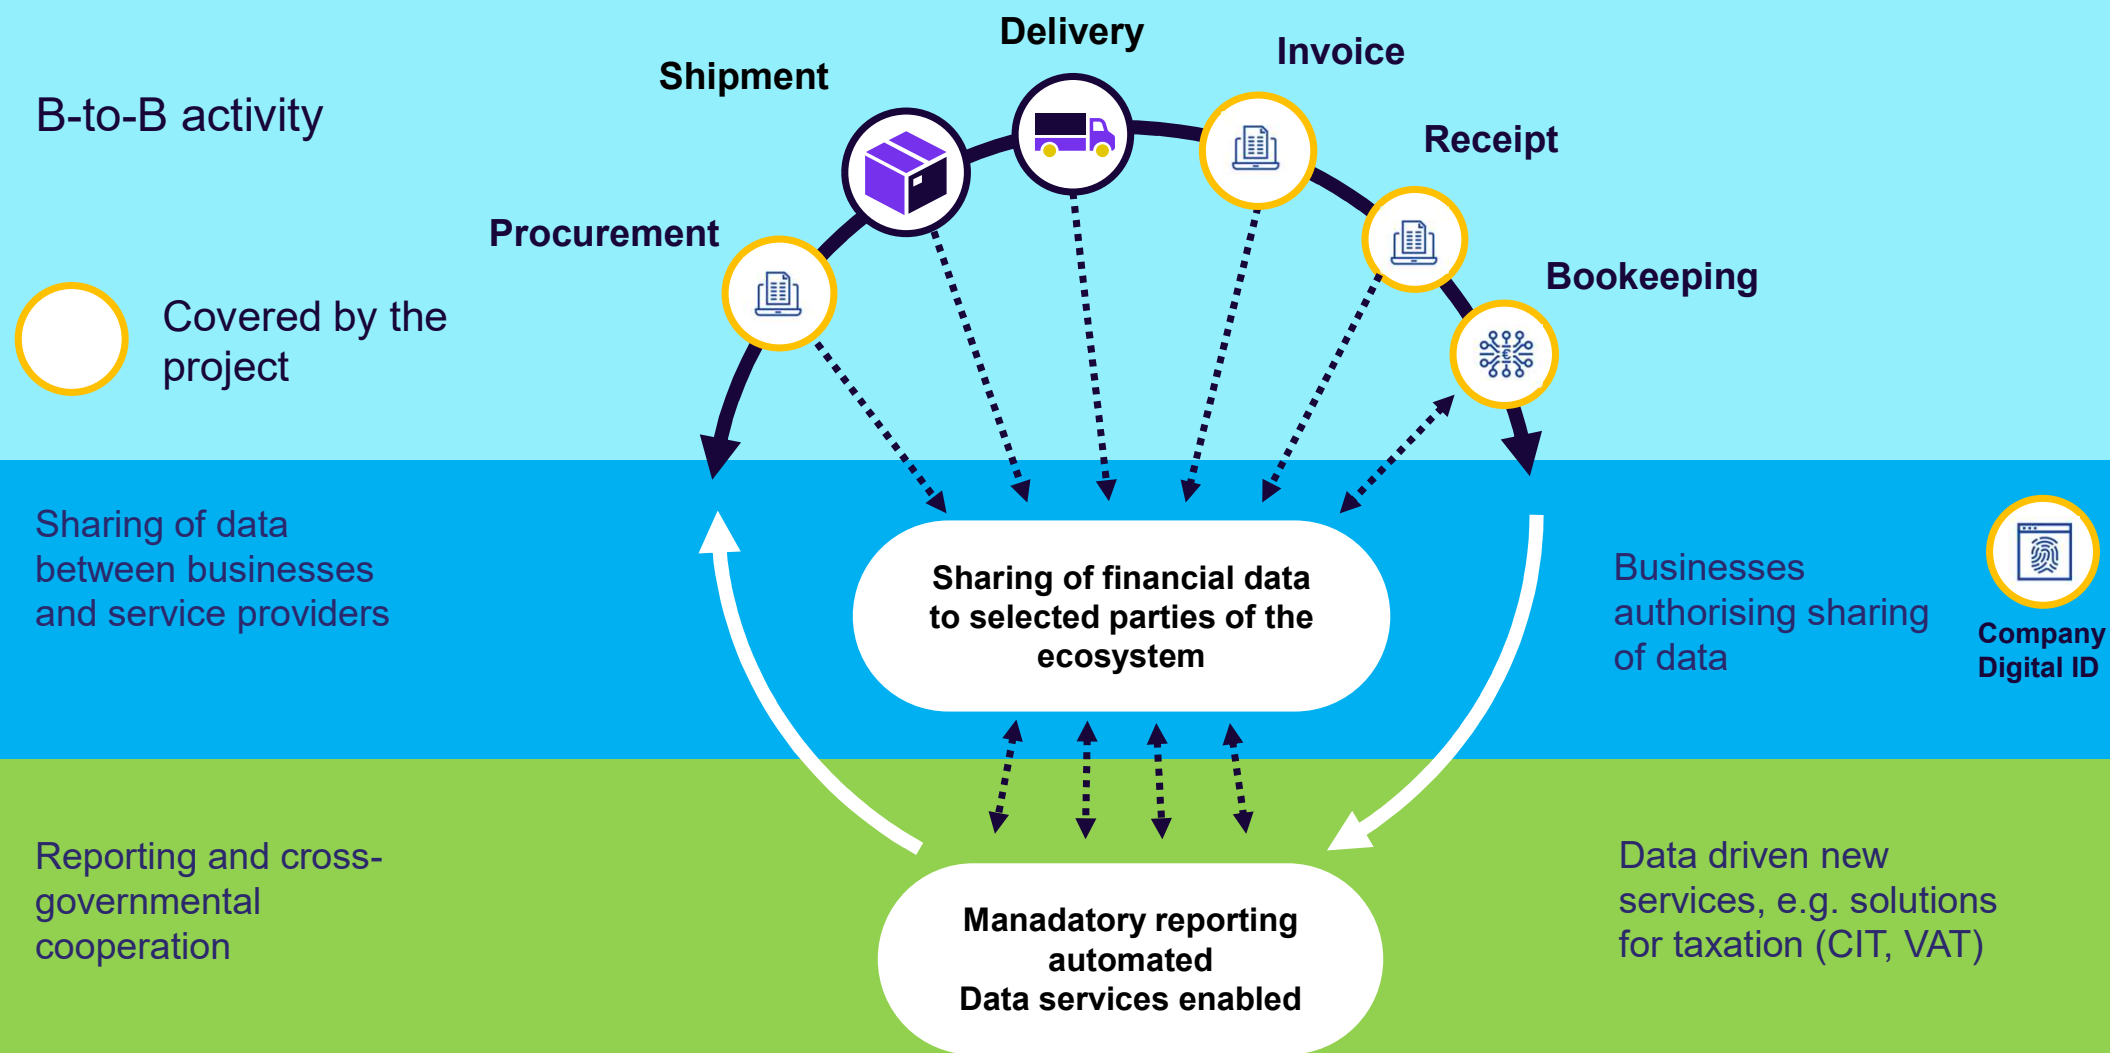 Delivery
Invoice
Shipment
B-to-B activity
Receipt
Procurement
Bookeeping
Covered by the
project
Sharing of data
between businesses
and service providers
Sharing of financial data
to selected parties of the
ecosystem
Businesses
authorising sharing
of data
Company
Digital ID
Reporting and cross-
governmental
cooperation
Manadatory reporting
automated
Data services enabled
Data driven new
services, e.g. solutions
for taxation (CIT, VAT)
€